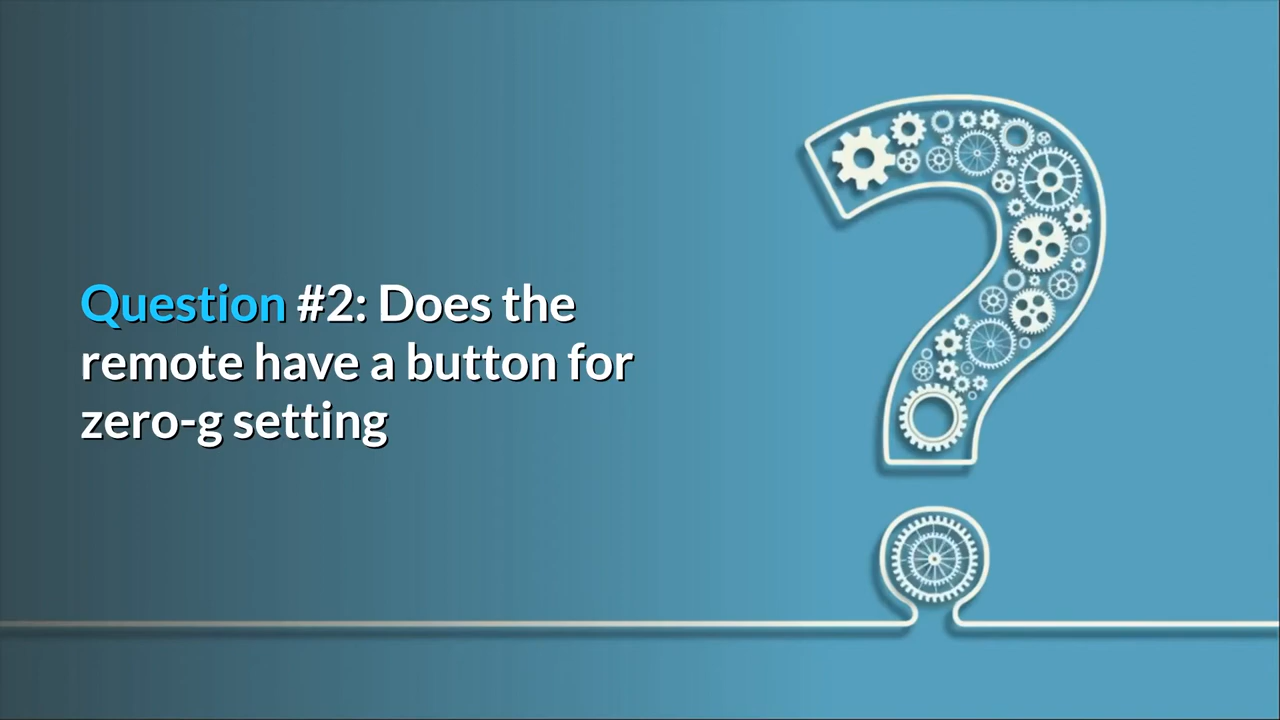 Question #2: Does the
remote have a button for
zero-g setting